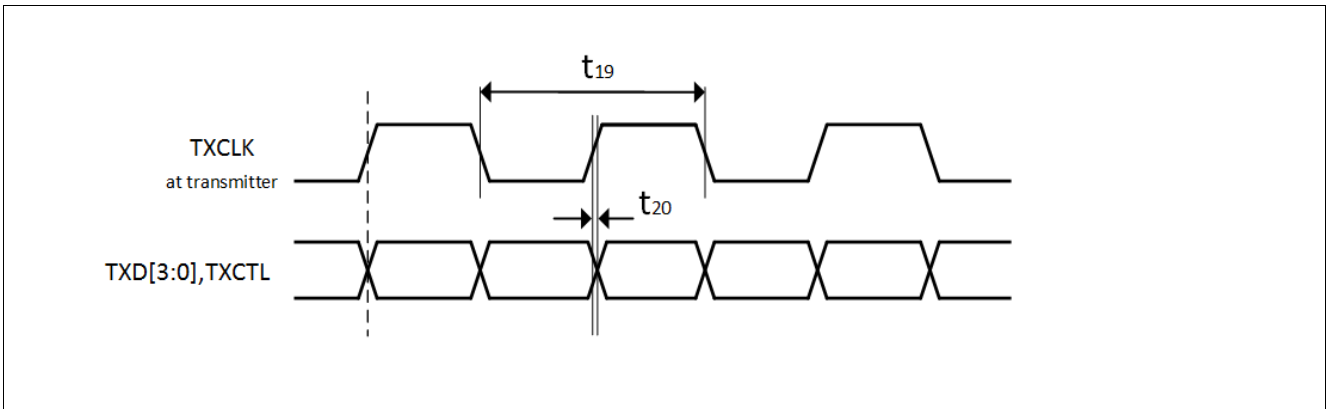 t19
TXCLK
at transmitter
t20
TXD[3:0],TXCTL